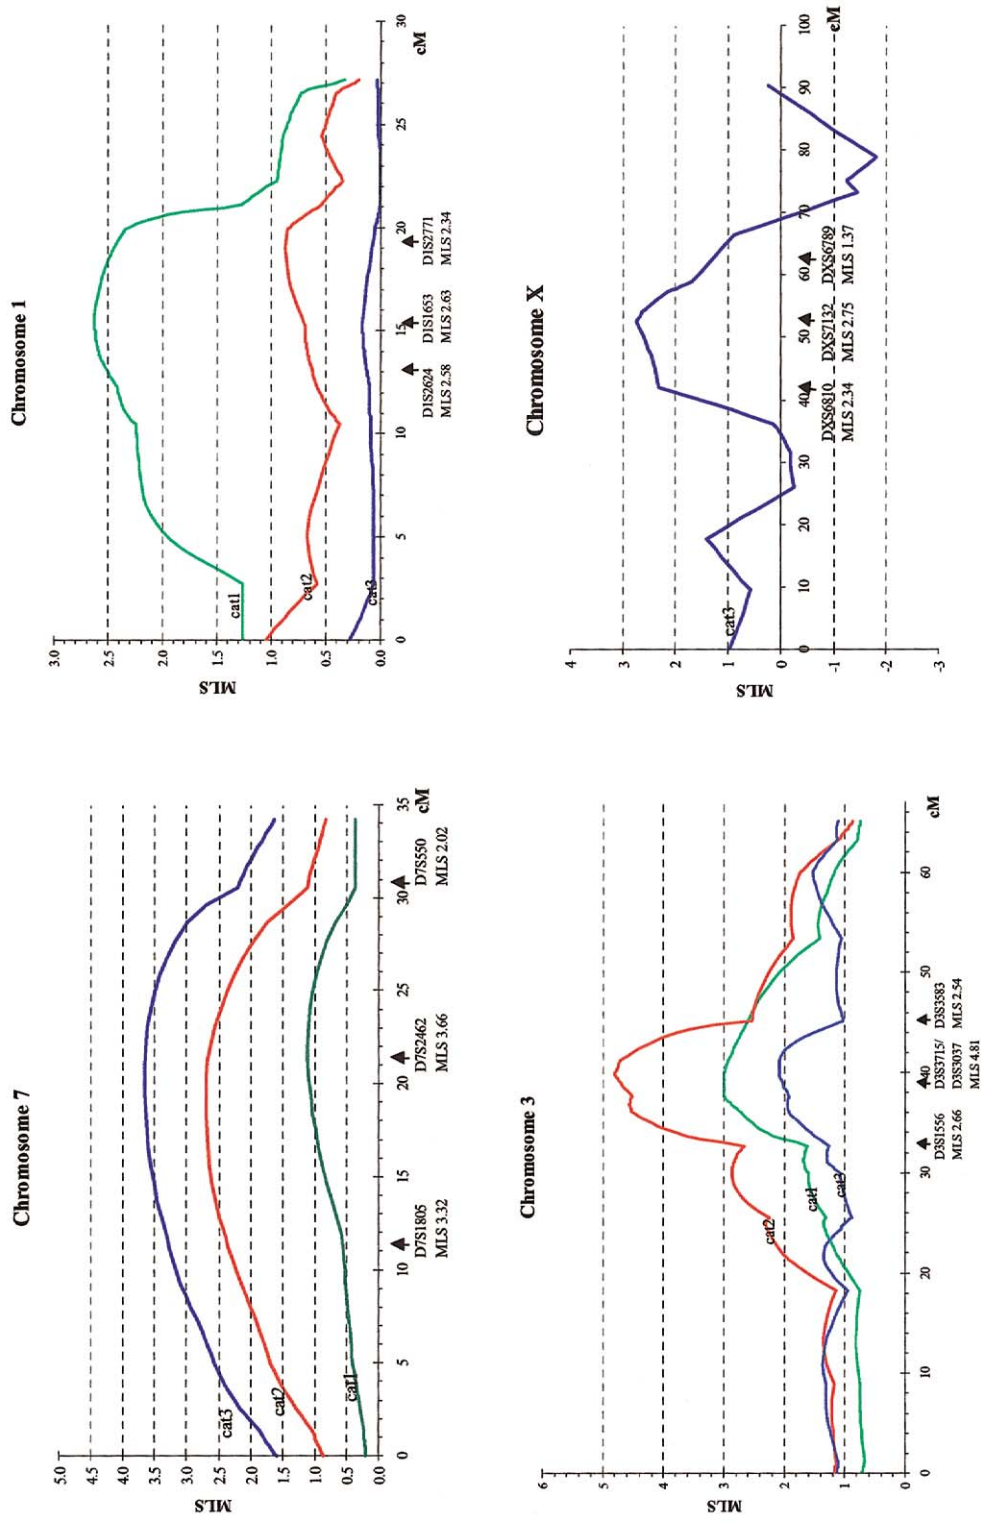 Chromosome 7
5.0
4.5
4.0
3.5
3.0
2.5
2.0
1.5
1.0
0.5
0.0
MLS
cat3
cat2
cat1
0 5 10 15 20 25 30 35
cM
D7S1805
MLS 3.32
D7S2462
MLS 3.66
D7S550
MLS 2.02
Chromosome 1
3.0
2.5
2.0
1.5
1.0
0.5
0.0
MLS
cat1
cat2
cat3
0 5 10 15 20 25 30
cM
D1S2624
MLS 2.58
D1S1653
MLS 2.63
D1S2771
MLS 2.34
Chromosome 3
6
5
4
3
2
1
0
MLS
cat2
cat1
cat3
0 10 20 30 40 50 60
cM
D3S1556
MLS 2.66
D3S3715/
D3S3037
MLS 4.81
D3S3583
MLS 2.54
Chromosome X
4
3
2
1
0
-1
-2
-3
MLS
cat3
0 10 20 30 40 50 60 70 80 90 100
cM
DXS6810
MLS 2.34
DXS7132
MLS 2.75
DXS6789
MLS 1.37